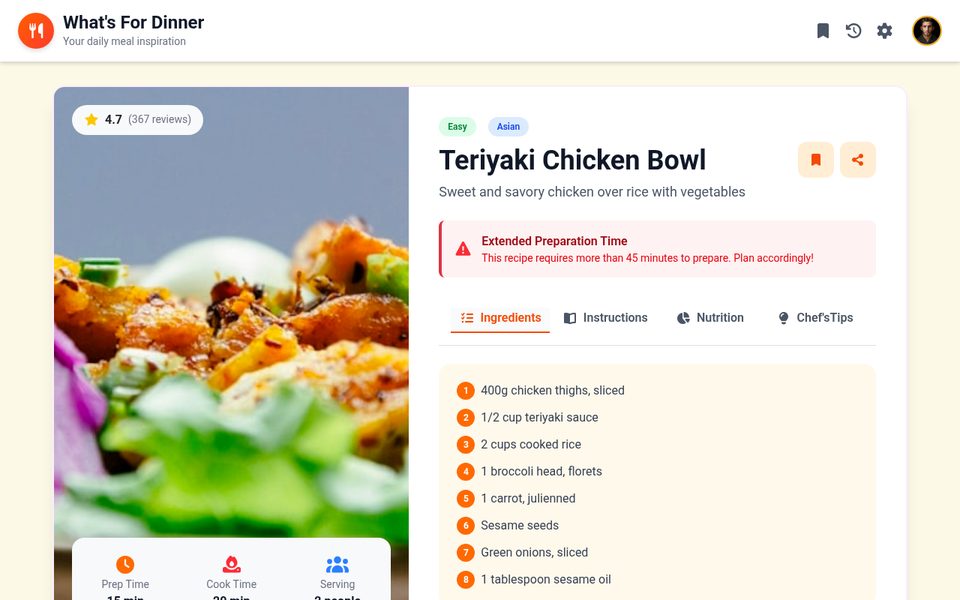 What's For Dinner
Your daily meal inspiration
4.7 (367 reviews)
Easy
Asian
Teriyaki Chicken Bowl
Sweet and savory chicken over rice with vegetables
Extended Preparation Time
This recipe requires more than 45 minutes to prepare. Plan accordingly!
Ingredients
Instructions
Nutrition
Chef'sTips
1 400g chicken thighs, sliced
2 1/2 cup teriyaki sauce
3 2 cups cooked rice
4 1 broccoli head, florets
5 1 carrot, julienned
6 Sesame seeds
7 Green onions, sliced
8 1 tablespoon sesame oil
Prep Time
Cook Time
Serving